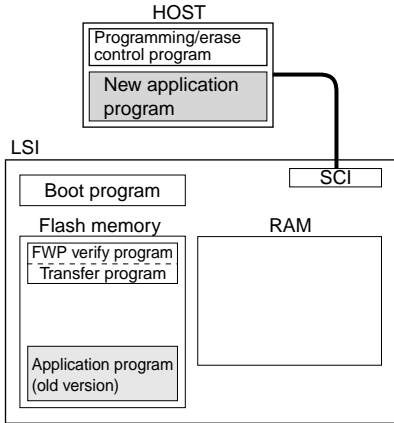 HOST
Programming/erase
control program
New application
program
LSI
SCI
Boot program
Flash memory
RAM
FWP verify program
Transfer program
Application program
(old version)